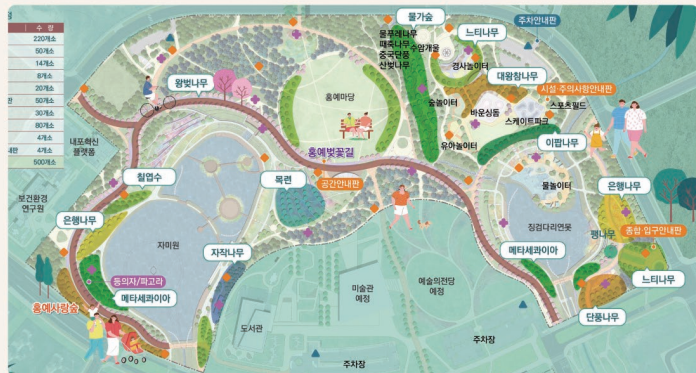 수 량
220개소
50개소
14개소
8개소
20개소
50개소
30개소
80개소
4개소
4개소
500개소
물가숲
물푸레나무
때죽나무
중국단풍
산벚나무
수암개울
느티나무
주차안내판
경사놀이터
대왕참나무
시설·주의사항안내판
왕벚나무
홍예마당
숲놀이터
바운싱돔
스포츠필드
스케이트파크
유아놀이터
이팝나무
내포혁신
플랫폼
홍예벚꽃길
칠엽수
목련
공간안내판
물놀이터
은행나무
보건환경
연구원
은행나무
자미원
자작나무
징검다리연못
팽나무
종합·입구안내판
메타세콰이아
등의자/파고라
메타세콰이아
느티나무
홍예사랑숲
미술관
예정
예술의전당
예정
단풍나무
도서관
주차장
주차장